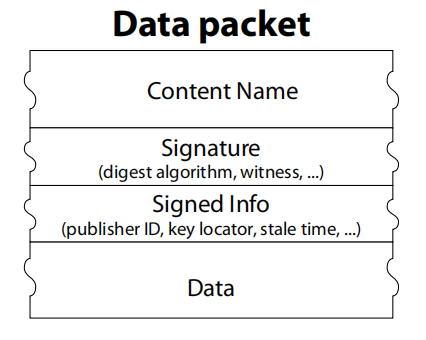 Data packet
Content Name
Signature
(digest algorithm, witness, ...)
Signed Info
(publisher ID, key locator, stale time, ...)
Data